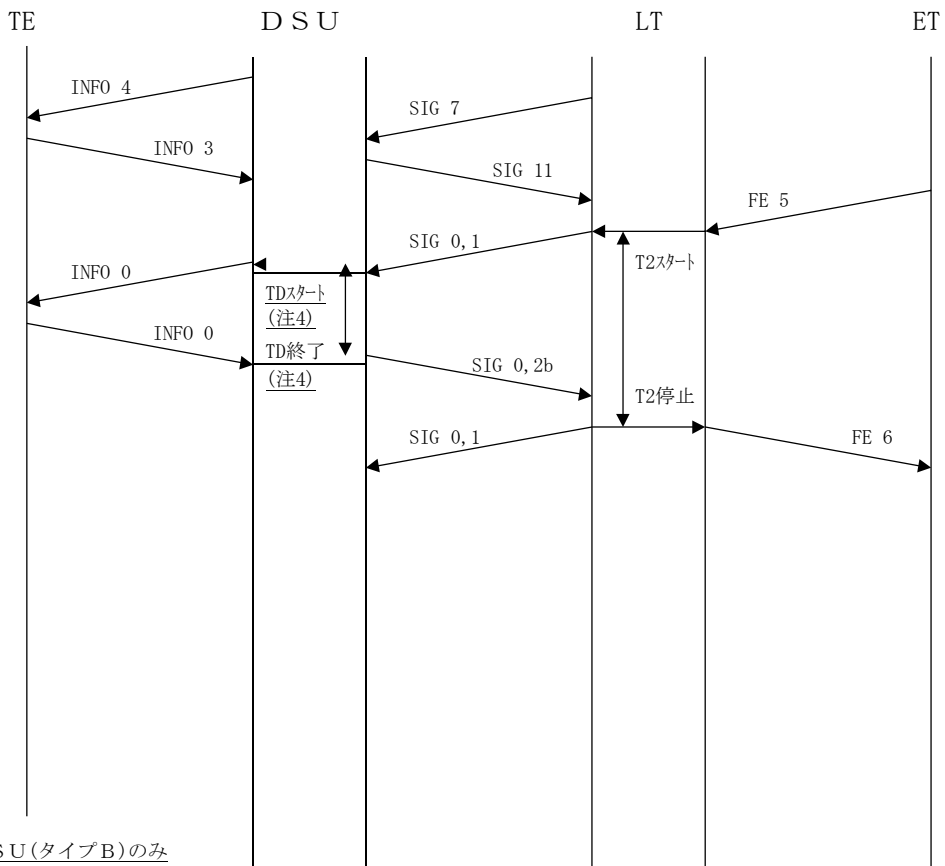 TE
ＤＳＵ
LT
ET
INFO 4
SIG 7
INFO 3
SIG 11
FE 5
SIG 0,1
T2スタート
INFO 0
TDスタート
(注4)
INFO 0
TD終了
SIG 0,2b
(注4)
T2停止
SIG 0,1
FE 6
ＳＵ(タイプＢ)のみ